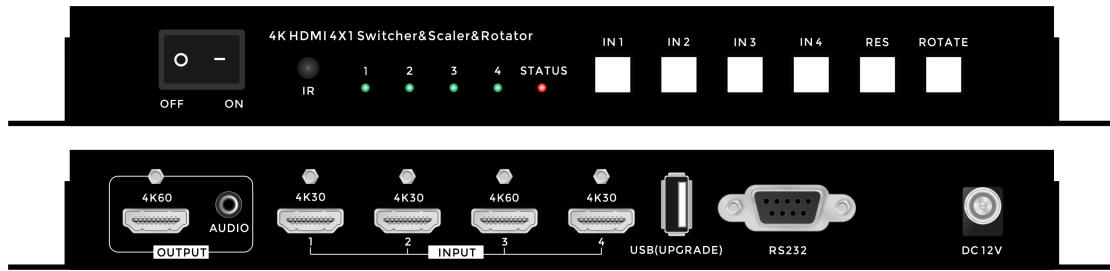 4K HDMI 4X1 Switcher&Scaler&Rotator
IN 1 IN 2 IN 3 IN 4 RES ROTATE
1 2 3 4 STATUS
IR
OFF ON
4K60 4K30 4K30 4K60 4K30
AUDIO
1 2 3 4
OUTPUT INPUT USB(UPGRADE) RS232 DC 12V